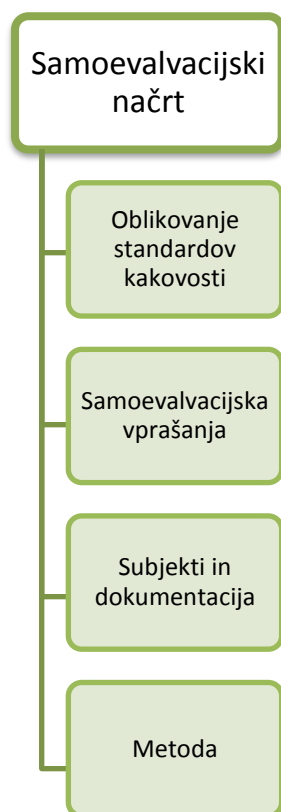 Samoevalvacijski
načrt
Oblikovanje
standardov
kakovosti
Samoevalvacijska
vprašanja
Subjekti in
dokumentacija
Metoda